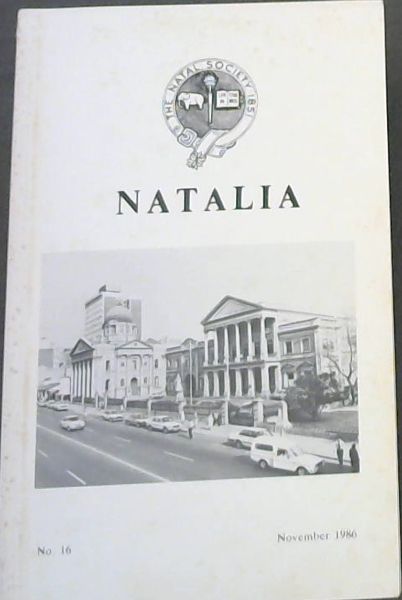 THE NATAL SOCIETY 1851
NATALIA
No. 16
November 1986